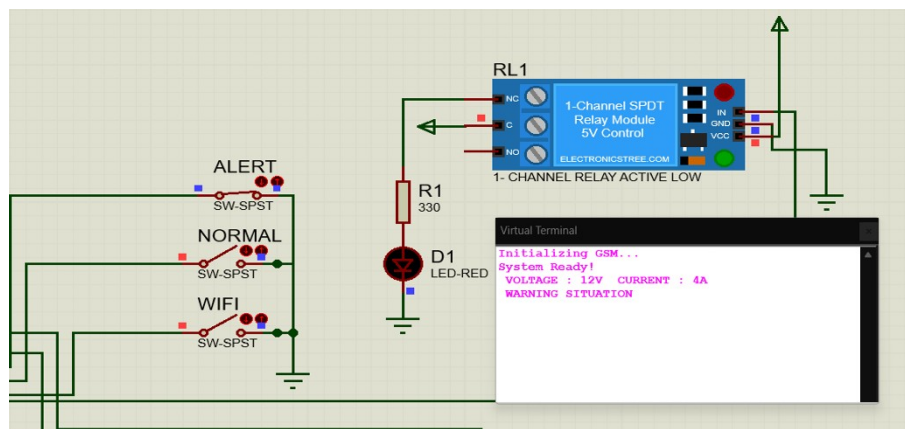 RL1
NC
C
NO
1-Channel SPDT
Relay Module
5V Control
ELECTRONICSTREE.COM
IN
GND
VCC
1- CHANNEL RELAY ACTIVE LOW
ALERT
SW-SPST
NORMAL
SW-SPST
WIFI
SW-SPST
R1
330
D1
LED-RED
Virtual Terminal
Initializing GSM...
System Ready!
VOLTAGE : 12V CURRENT : 4A
WARNING SITUATION